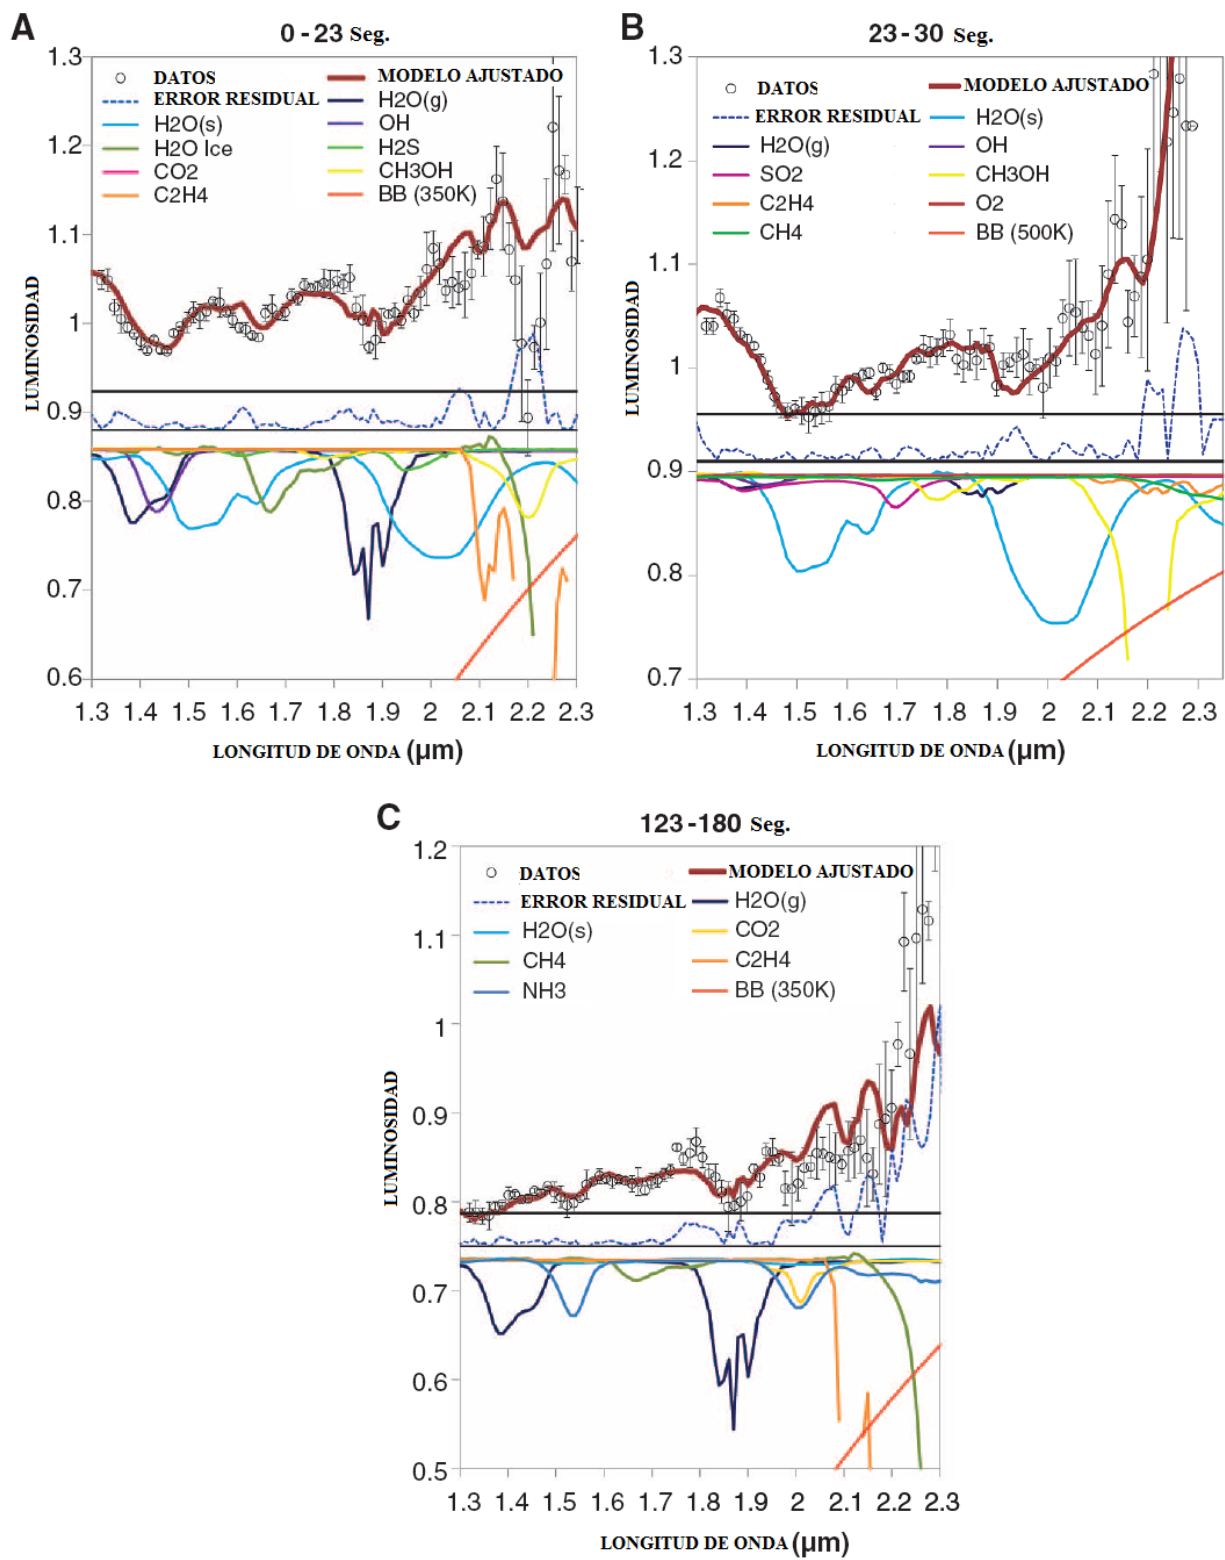 A
0 - 23 Seg.
1.3
1.2
1.1
1
0.9
0.8
0.7
0.6
LUMINOSIDAD
DATOS
ERROR RESIDUAL
H2O(s)
H2O Ice
CO2
C2H4
MODELO AJUSTADO
H2O(g)
OH
H2S
CH3OH
BB (350K)
1.3 1.4 1.5 1.6 1.7 1.8 1.9 2 2.1 2.2 2.3
LONGITUD DE ONDA (µm)
B
23 - 30 Seg.
1.3
1.2
1.1
1
0.9
0.8
0.7
LUMINOSIDAD
DATOS
ERROR RESIDUAL
H2O(g)
SO2
C2H4
CH4
MODELO AJUSTADO
H2O(s)
OH
CH3OH
O2
BB (500K)
1.3 1.4 1.5 1.6 1.7 1.8 1.9 2 2.1 2.2 2.3
LONGITUD DE ONDA (µm)
C
123 - 180 Seg.
1.2
1.1
1
0.9
0.8
0.7
0.6
0.5
LUMINOSIDAD
DATOS
ERROR RESIDUAL
H2O(s)
CH4
NH3
MODELO AJUSTADO
H2O(g)
CO2
C2H4
BB (350K)
1.3 1.4 1.5 1.6 1.7 1.8 1.9 2 2.1 2.2 2.3
LONGITUD DE ONDA (µm)